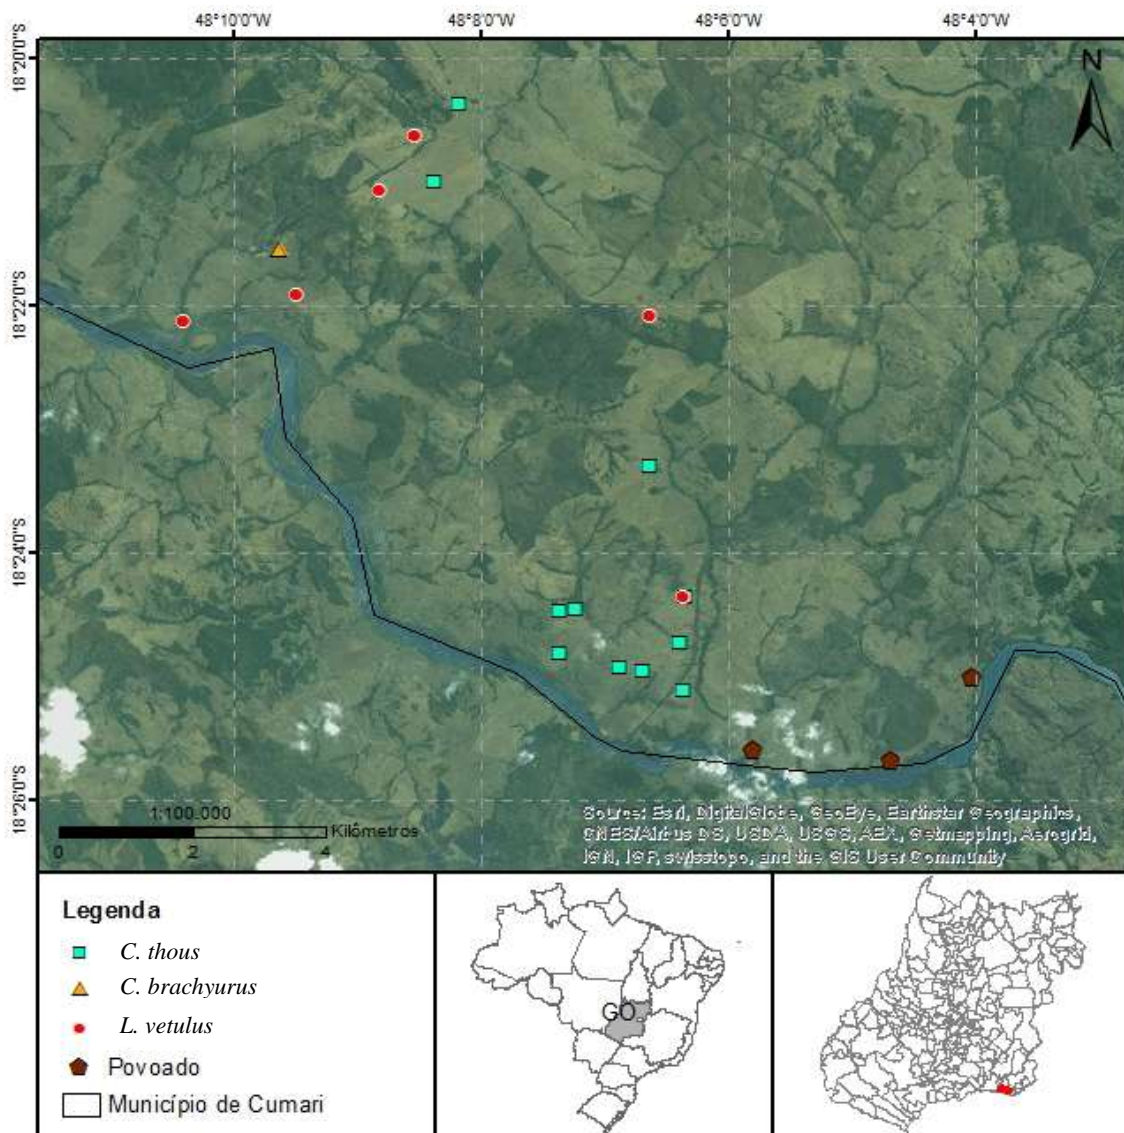 48°10'0"W 48°8'0"W 48°6'0"W 48°4'0"W
18°20'0"S
18°22'0"S
18°24'0"S
18°26'0"S
N
1:100.000
Kilômetros
0 2 4
Source: Esri, DigitalGlobe, GeoEye, Earthstar Geographics,
CNES/Airbus DS, USDA, USGS, AEX, Getmapping, Aerogrid,
IGN, IGP, swisstopo, and the GIS User Community
Legenda
C. thous
C. brachyurus
L. vetulus
Povoado
Município de Cumari
GO